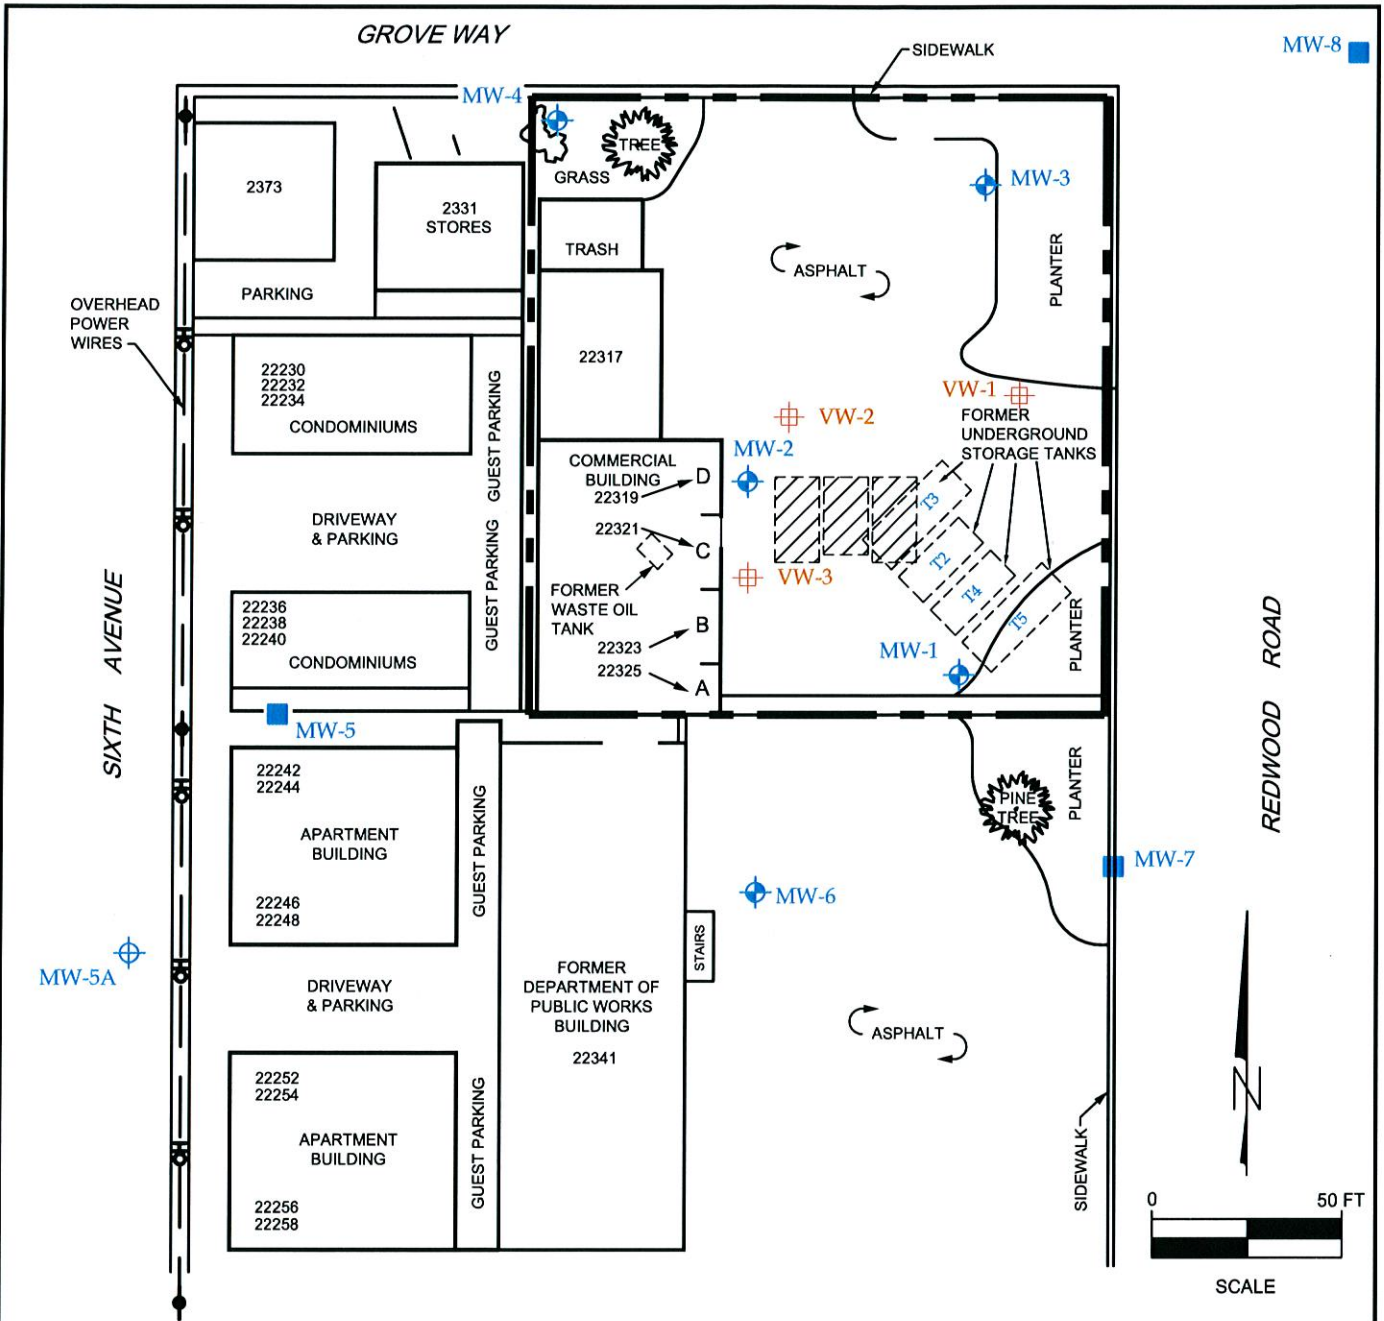 GROVE WAY
MW-8
SIDEWALK
MW-4
TREE
GRASS
MW-3
2373
2331
STORES
TRASH
ASPHALT
PLANTER
PARKING
OVERHEAD
POWER
WIRES
22317
22230
22232
22234
CONDOMINIUMS
GUEST PARKING
VW-1
VW-2
FORMER
UNDERGROUND
STORAGE TANKS
MW-2
COMMERCIAL
BUILDING
22319
D
T3
DRIVEWAY
& PARKING
22321
C
T2
VW-3
FORMER
WASTE OIL
TANK
T4
T5
GUEST PARKING
22236
22238
22240
CONDOMINIUMS
B
22323
22325
A
MW-1
PLANTER
SIXTH AVENUE
REDWOOD ROAD
MW-5
22242
22244
APARTMENT
BUILDING
22246
22248
GUEST PARKING
PLANTER
PINE
TREE
MW-7
MW-6
STAIRS
MW-5A
DRIVEWAY
& PARKING
FORMER
DEPARTMENT OF
PUBLIC WORKS
BUILDING
22341
ASPHALT
22252
22254
APARTMENT
BUILDING
22256
22258
GUEST PARKING
SIDEWALK
N
0 50 FT
SCALE